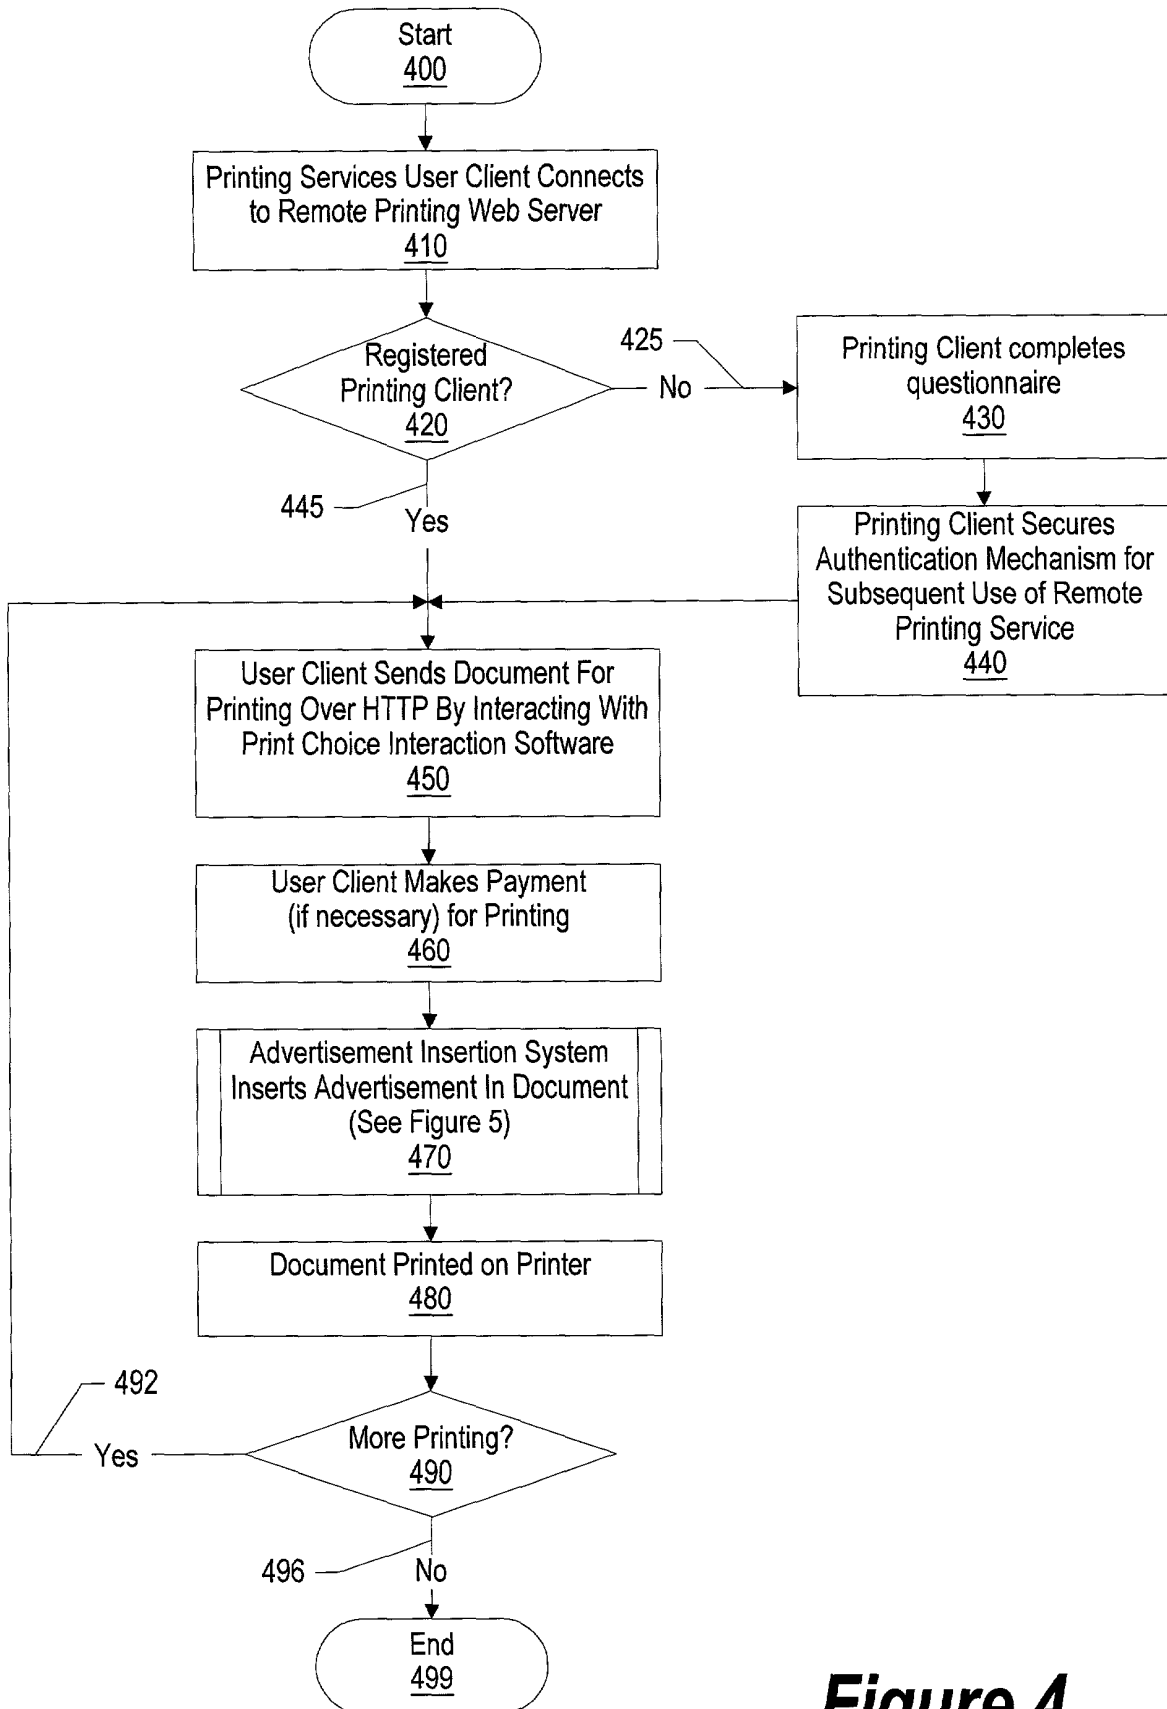 Start
400
Printing Services User Client Connects
to Remote Printing Web Server
410
Registered
Printing Client?
420
425
No
Printing Client completes
questionnaire
430
445
Yes
Printing Client Secures
Authentication Mechanism for
Subsequent Use of Remote
Printing Service
440
User Client Sends Document For
Printing Over HTTP By Interacting With
Print Choice Interaction Software
450
User Client Makes Payment
(if necessary) for Printing
460
Advertisement Insertion System
Inserts Advertisement In Document
(See Figure 5)
470
Document Printed on Printer
480
492
Yes
More Printing?
490
496
No
End
499
Figure 4